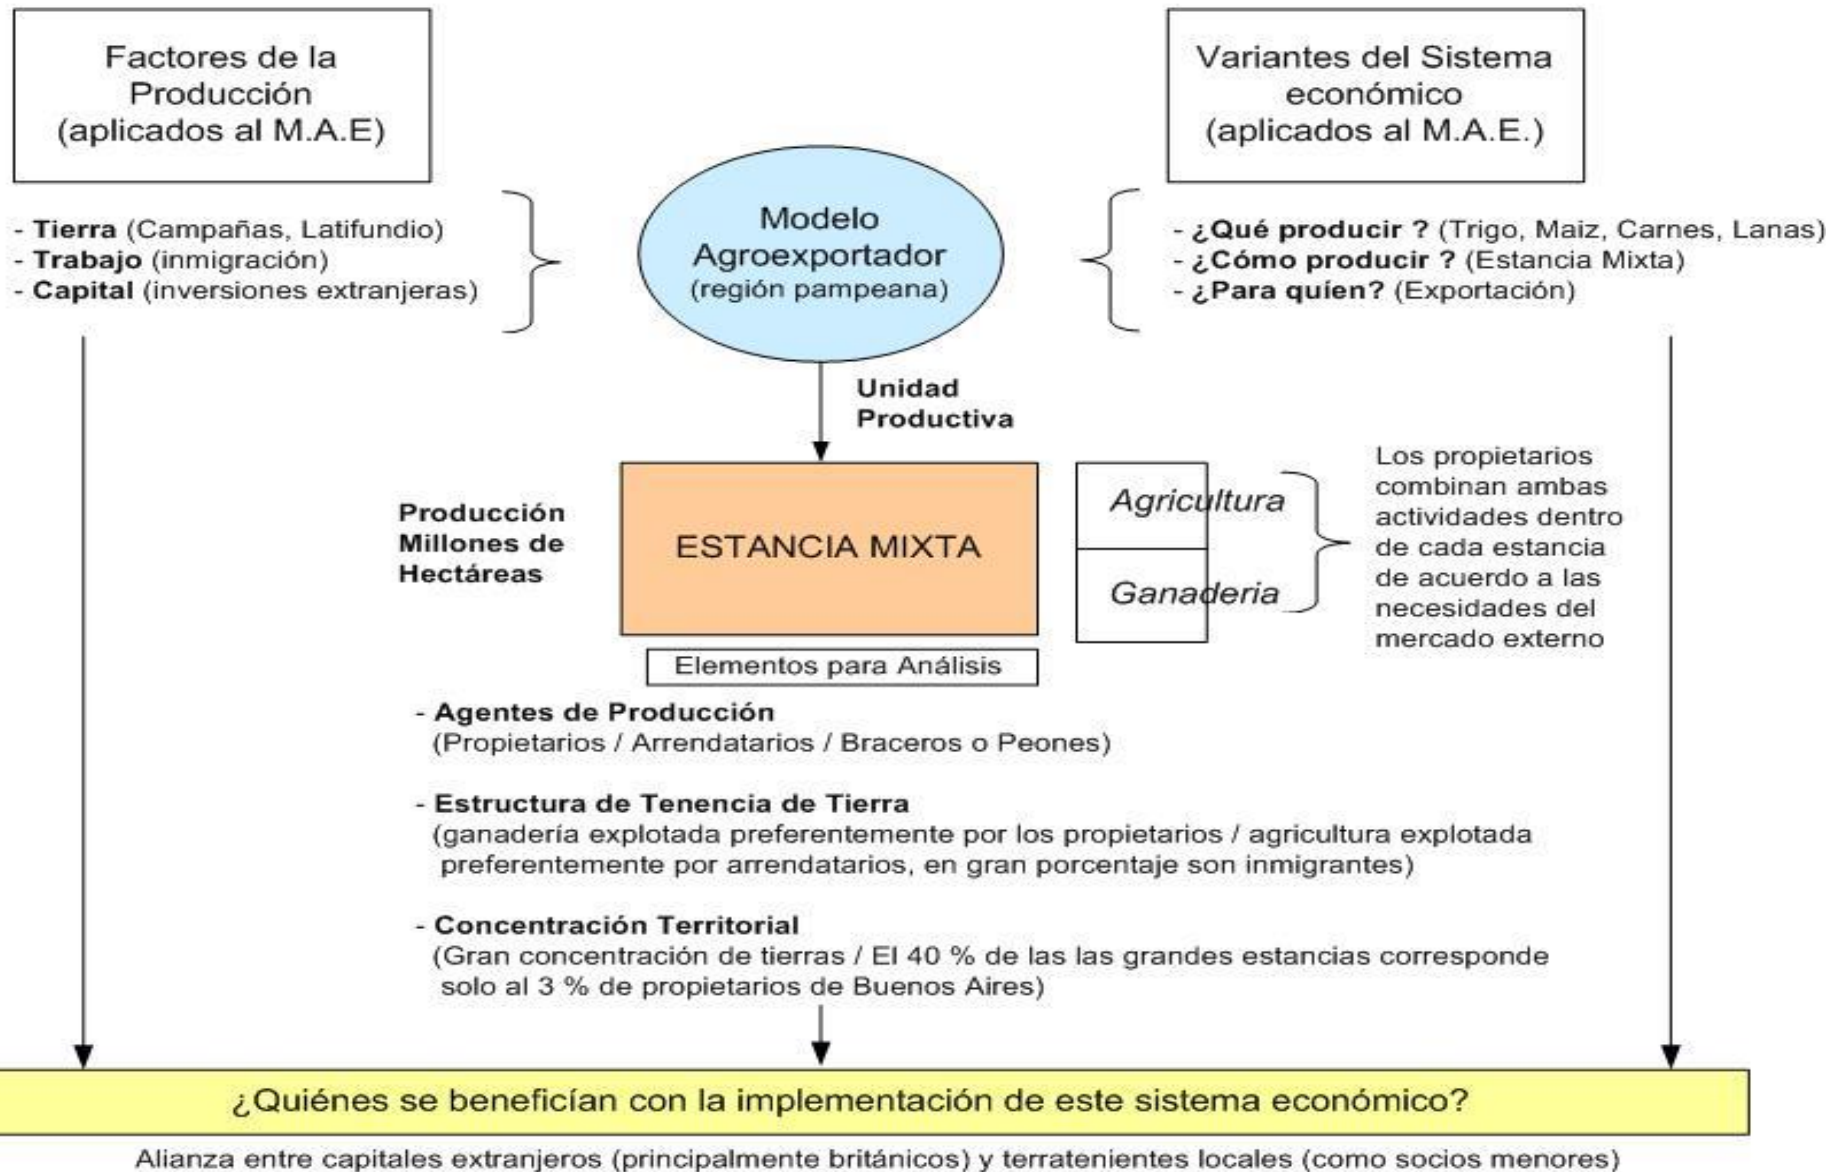 Factores de la
Producción
(aplicados al M.A.E)
Variantes del Sistema
económico
(aplicados al M.A.E.)
- Tierra (Campañas, Latifundio)
- Trabajo (inmigración)
- Capital (inversiones extranjeras)
Modelo
Agroexportador
(región pampeana)
- ¿Qué producir ? (Trigo, Maiz, Carnes, Lanas)
- ¿Cómo producir ? (Estancia Mixta)
- ¿Para quíen? (Exportación)
Unidad
Productiva
Producción
Millones de
Hectáreas
ESTANCIA MIXTA
Agricultura
Ganaderia
Los propietarios
combinan ambas
actividades dentro
de cada estancia
de acuerdo a las
necesidades del
mercado externo
Elementos para Análisis
- Agentes de Producción
(Propietarios / Arrendatarios / Braceros o Peones)
- Estructura de Tenencia de Tierra
(ganadería explotada preferentemente por los propietarios / agricultura explotada
preferentemente por arrendatarios, en gran porcentaje son inmigrantes)
- Concentración Territorial
(Gran concentración de tierras / El 40 % de las las grandes estancias corresponde
solo al 3 % de propietarios de Buenos Aires)
¿Quiénes se beneficían con la implementación de este sistema económico?
Alianza entre capitales extranjeros (principalmente británicos) y terratenientes locales (como socios menores)